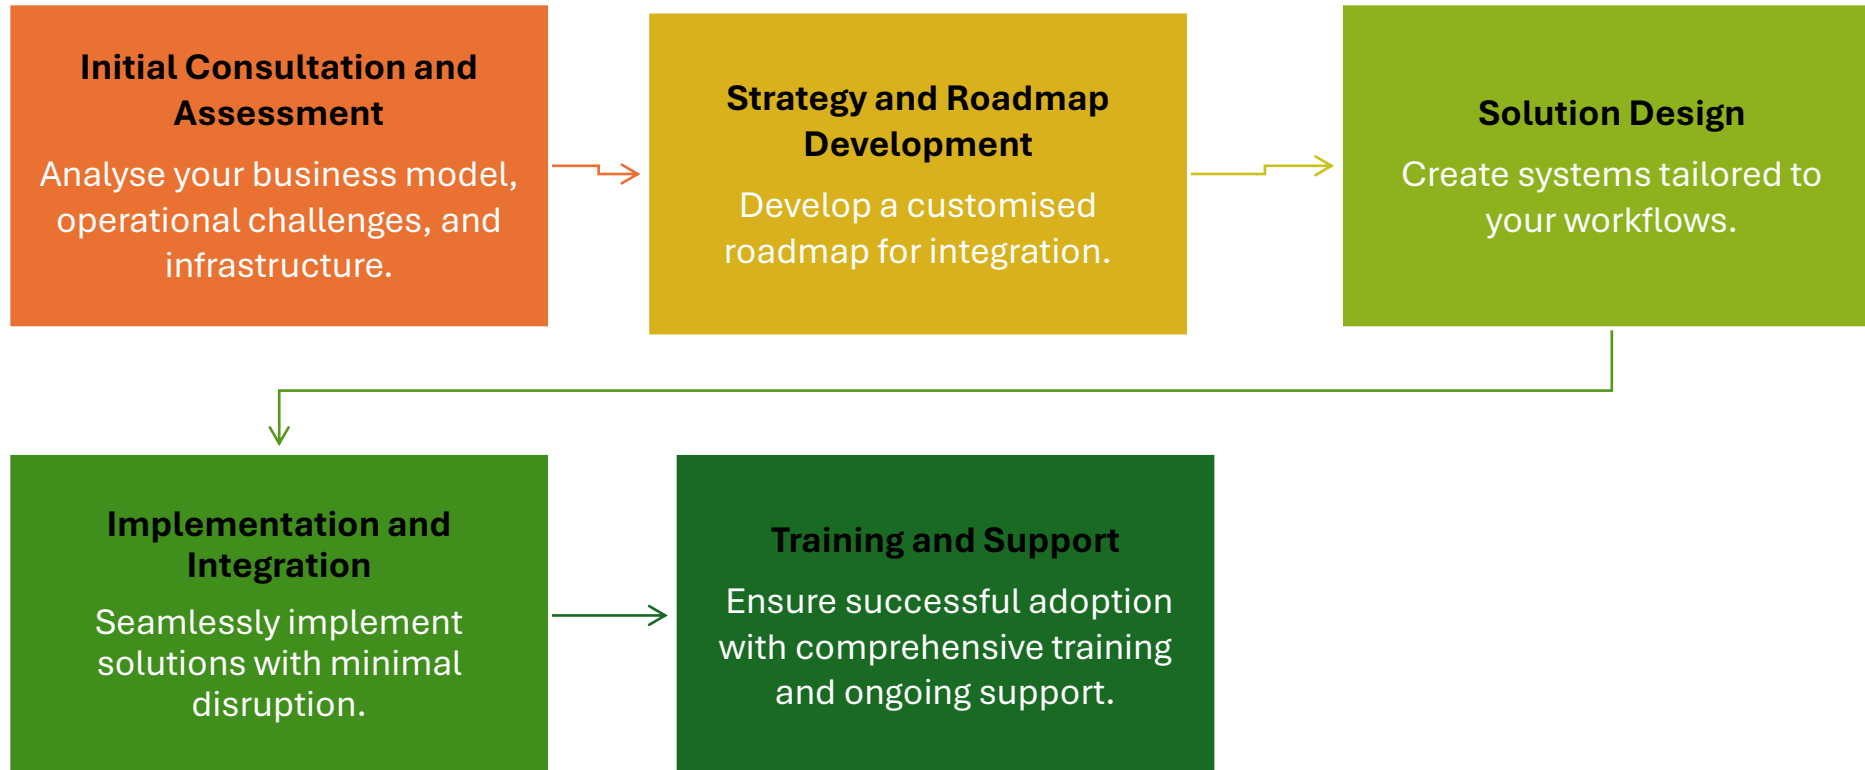 Initial Consultation and
Assessment
Analyse your business model,
operational challenges, and
infrastructure.
Strategy and Roadmap
Development
Develop a customised
roadmap for integration.
Solution Design
Create systems tailored to
your workflows.
Implementation and
Integration
Seamlessly implement
solutions with minimal
disruption.
Training and Support
Ensure successful adoption
with comprehensive training
and ongoing support.